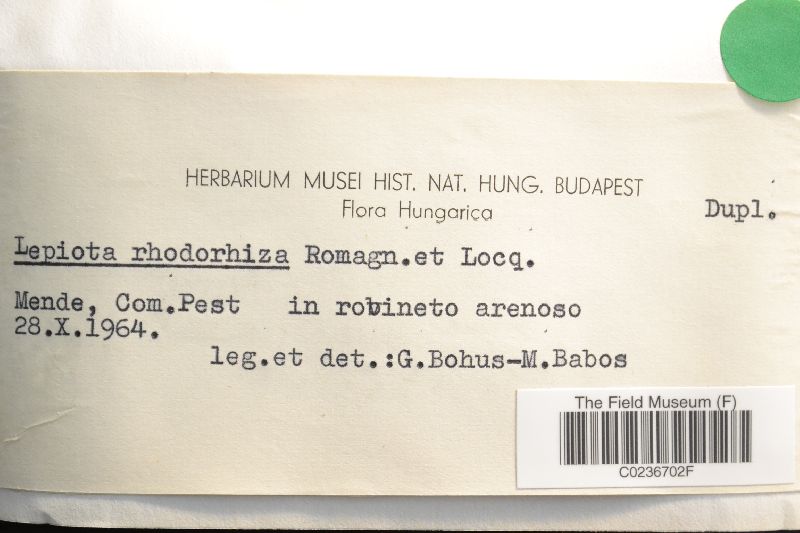 HERBARIUM MUSEI HIST. NAT. HUNG. BUDAPEST
Flora Hungarica
Dupl.
Lepiota rhodorhiza Romagn.et Locq.
Mende, Com.Pest in robineto arenoso
28.X.1964.
leg.et det.:G.Bohus-M.Babos
The Field Museum (F)
C0236702F